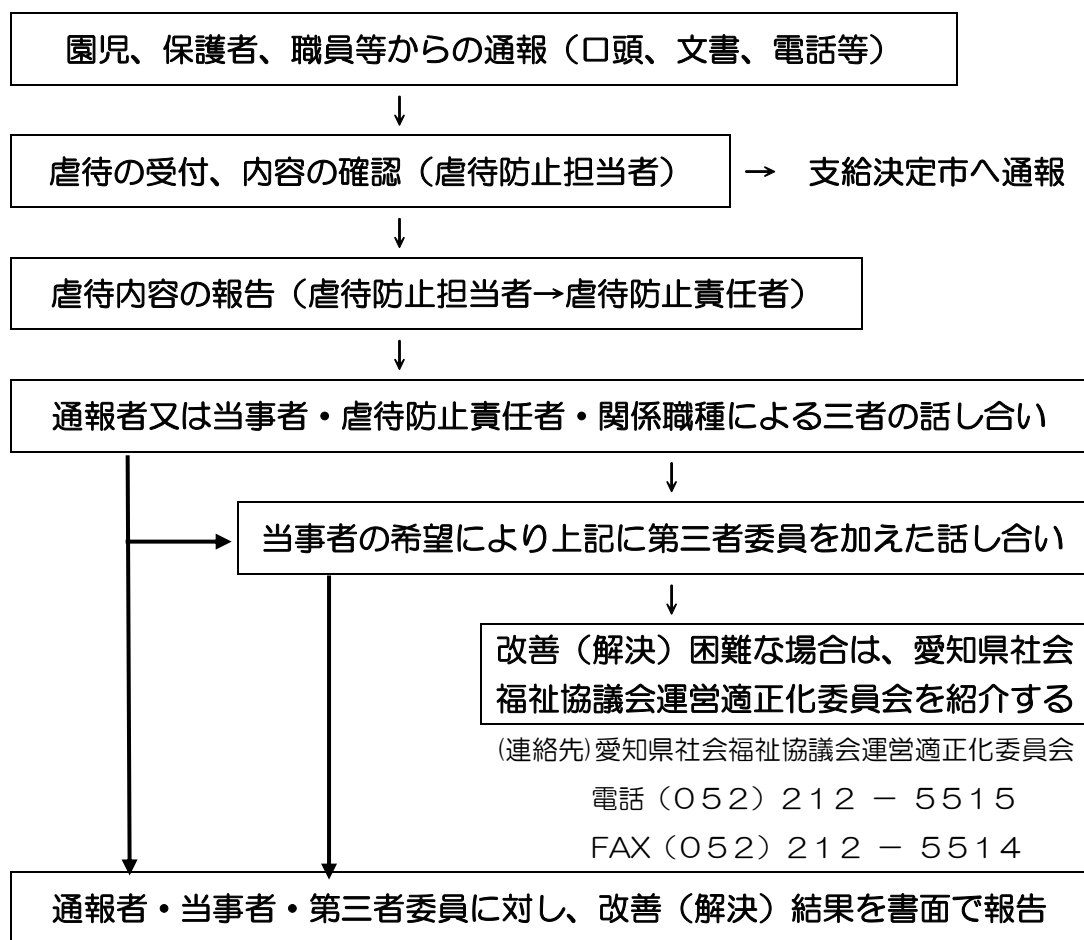 園児、保護者、職員等からの通報（口頭、文書、電話等）
↓
虐待の受付、内容の確認（虐待防止担当者） → 支給決定市へ通報
↓
虐待内容の報告（虐待防止担当者→虐待防止責任者）
↓
通報者又は当事者・虐待防止責任者・関係職種による三者の話し合い
↓
当事者の希望により上記に第三者委員を加えた話し合い
↓
改善（解決）困難な場合は、愛知県社会
福祉協議会運営適正化委員会を紹介する
(連絡先)愛知県社会福祉協議会運営適正化委員会
電話（０５２）２１２ － ５５１５
FAX（０５２）２１２ － ５５１４
通報者・当事者・第三者委員に対し、改善（解決）結果を書面で報告